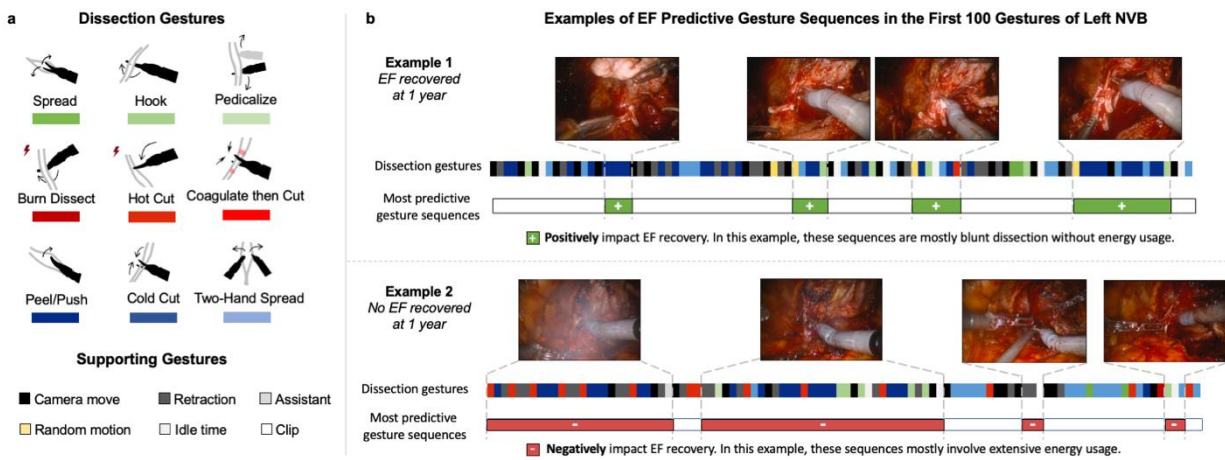 a
Dissection Gestures
Spread
Hook
Pedicalize
Burn Dissect
Hot Cut
Coagulate then Cut
Peel/Push
Cold Cut
Two-Hand Spread
Supporting Gestures
Camera move
Retraction
Assistant
Random motion
Idle time
Clip
b
Examples of EF Predictive Gesture Sequences in the First 100 Gestures of Left NVB
Example 1
EF recovered
at 1 year
Dissection gestures
Most predictive
gesture sequences
+ + + +
+ Positively impact EF recovery. In this example, these sequences are mostly blunt dissection without energy usage.
Example 2
No EF recovered
at 1 year
Dissection gestures
Most predictive
gesture sequences
- - - -
- Negatively impact EF recovery. In this example, these sequences mostly involve extensive energy usage.